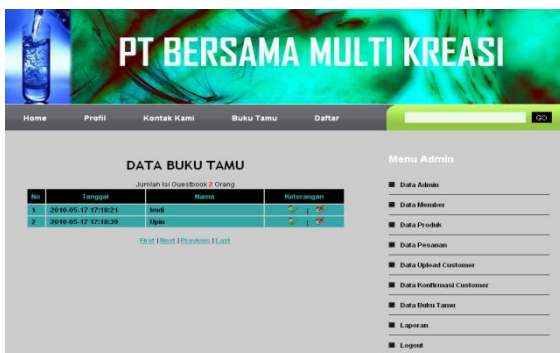 PT BERSAMA MULTI KREASI
Home Profil Kontak Kami Buku Tamu Daftar GO
DATA BUKU TAMU
Jumlah Isi Guestbook 2 Orang
No Tanggal Nama Keterangan
1 2010-05-17 17:18:21 budi |
2 2010-05-17 17:18:39 Upin |
First | Next | Previous | Last
Menu Admin
Data Admin
Data Member
Data Produk
Data Pesanan
Data Upload Customer
Data Konfirmasi Customer
Data Buku Tamu
Laporan
Logout